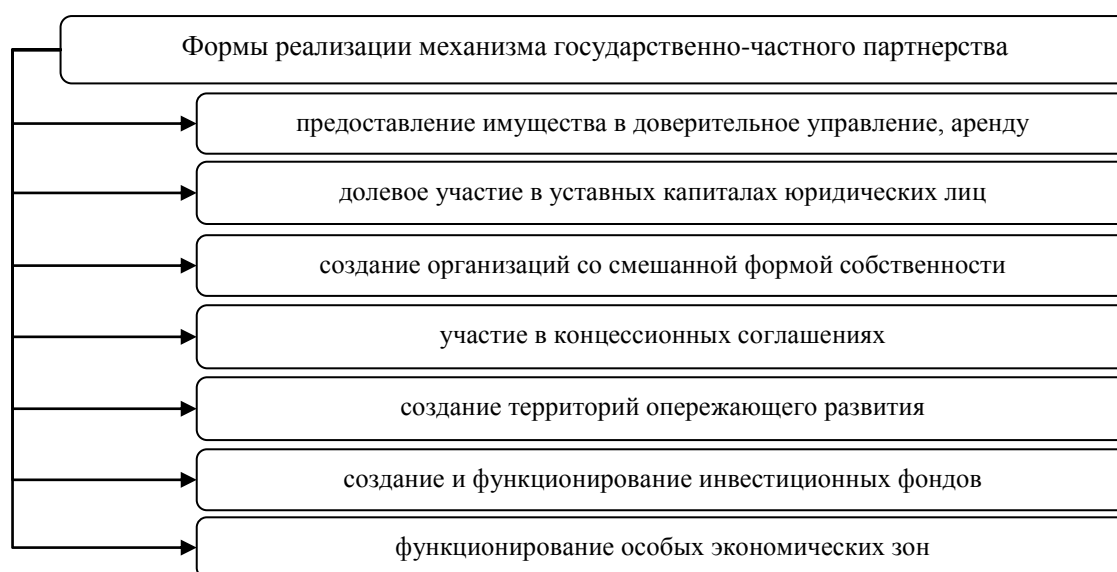 Формы реализации механизма государственно-частного партнерства
предоставление имущества в доверительное управление, аренду
долевое участие в уставных капиталах юридических лиц
создание организаций со смешанной формой собственности
участие в концессионных соглашениях
создание территорий опережающего развития
создание и функционирование инвестиционных фондов
функционирование особых экономических зон